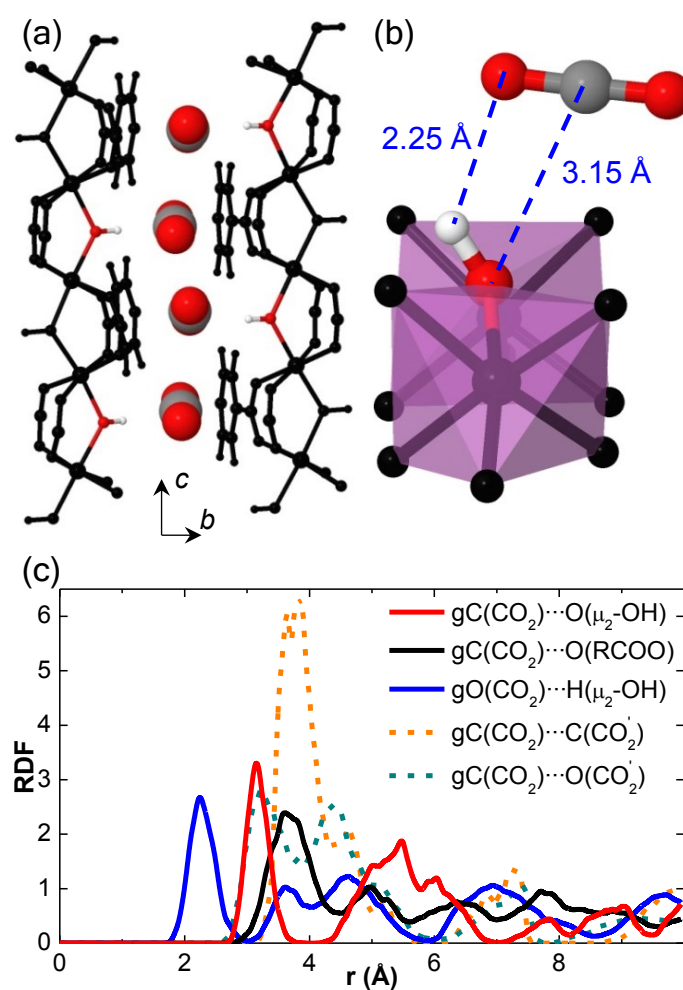 (a)
(b)
2.25 Å
3.15 Å
c
b
(c)
gC(CO₂)···O(μ₂-OH)
gC(CO₂)···O(RCOO)
gO(CO₂)···H(μ₂-OH)
gC(CO₂)···C(CO₂')
gC(CO₂)···O(CO₂')
RDF
6
5
4
3
2
1
0
0 2 4 6 8
r (Å)